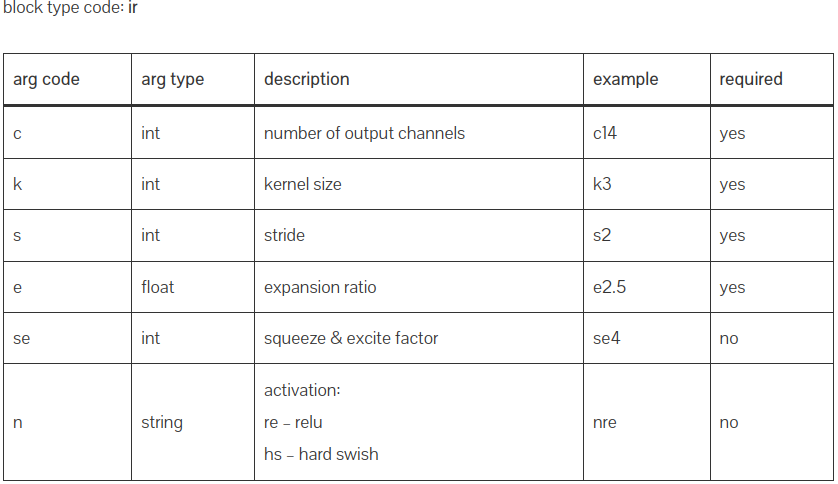 block type code: ir
arg code arg type description example required
c int number of output channels c14 yes
k int kernel size k3 yes
s int stride s2 yes
e float expansion ratio e2.5 yes
se int squeeze & excite factor se4 no
activation:
n string re – relu nre no
hs – hard swish